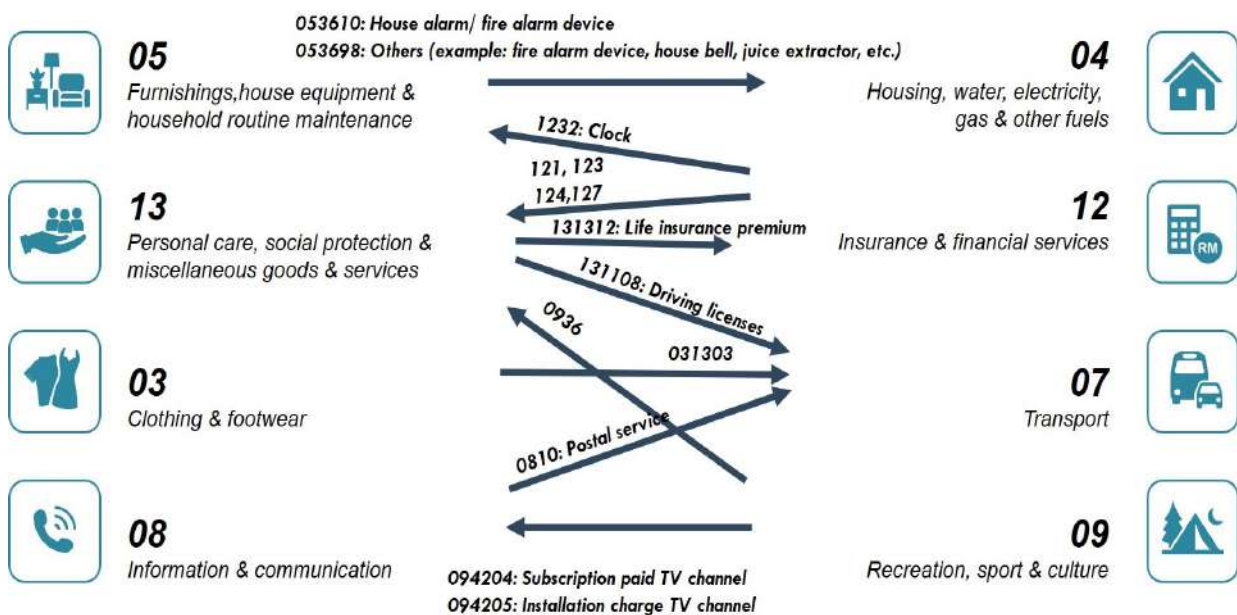 053610: House alarm/ fire alarm device
053698: Others (example: fire alarm device, house bell, juice extractor, etc.)
05
Furnishings,house equipment &
household routine maintenance
04
Housing, water, electricity,
gas & other fuels
1232: Clock
121, 123
124,127
13
Personal care, social protection &
miscellaneous goods & services
131312: Life insurance premium
12
Insurance & financial services
RM
131108: Driving licenses
0936
031303
03
Clothing & footwear
07
Transport
0810: Postal service
08
Information & communication
09
Recreation, sport & culture
094204: Subscription paid TV channel
094205: Installation charge TV channel